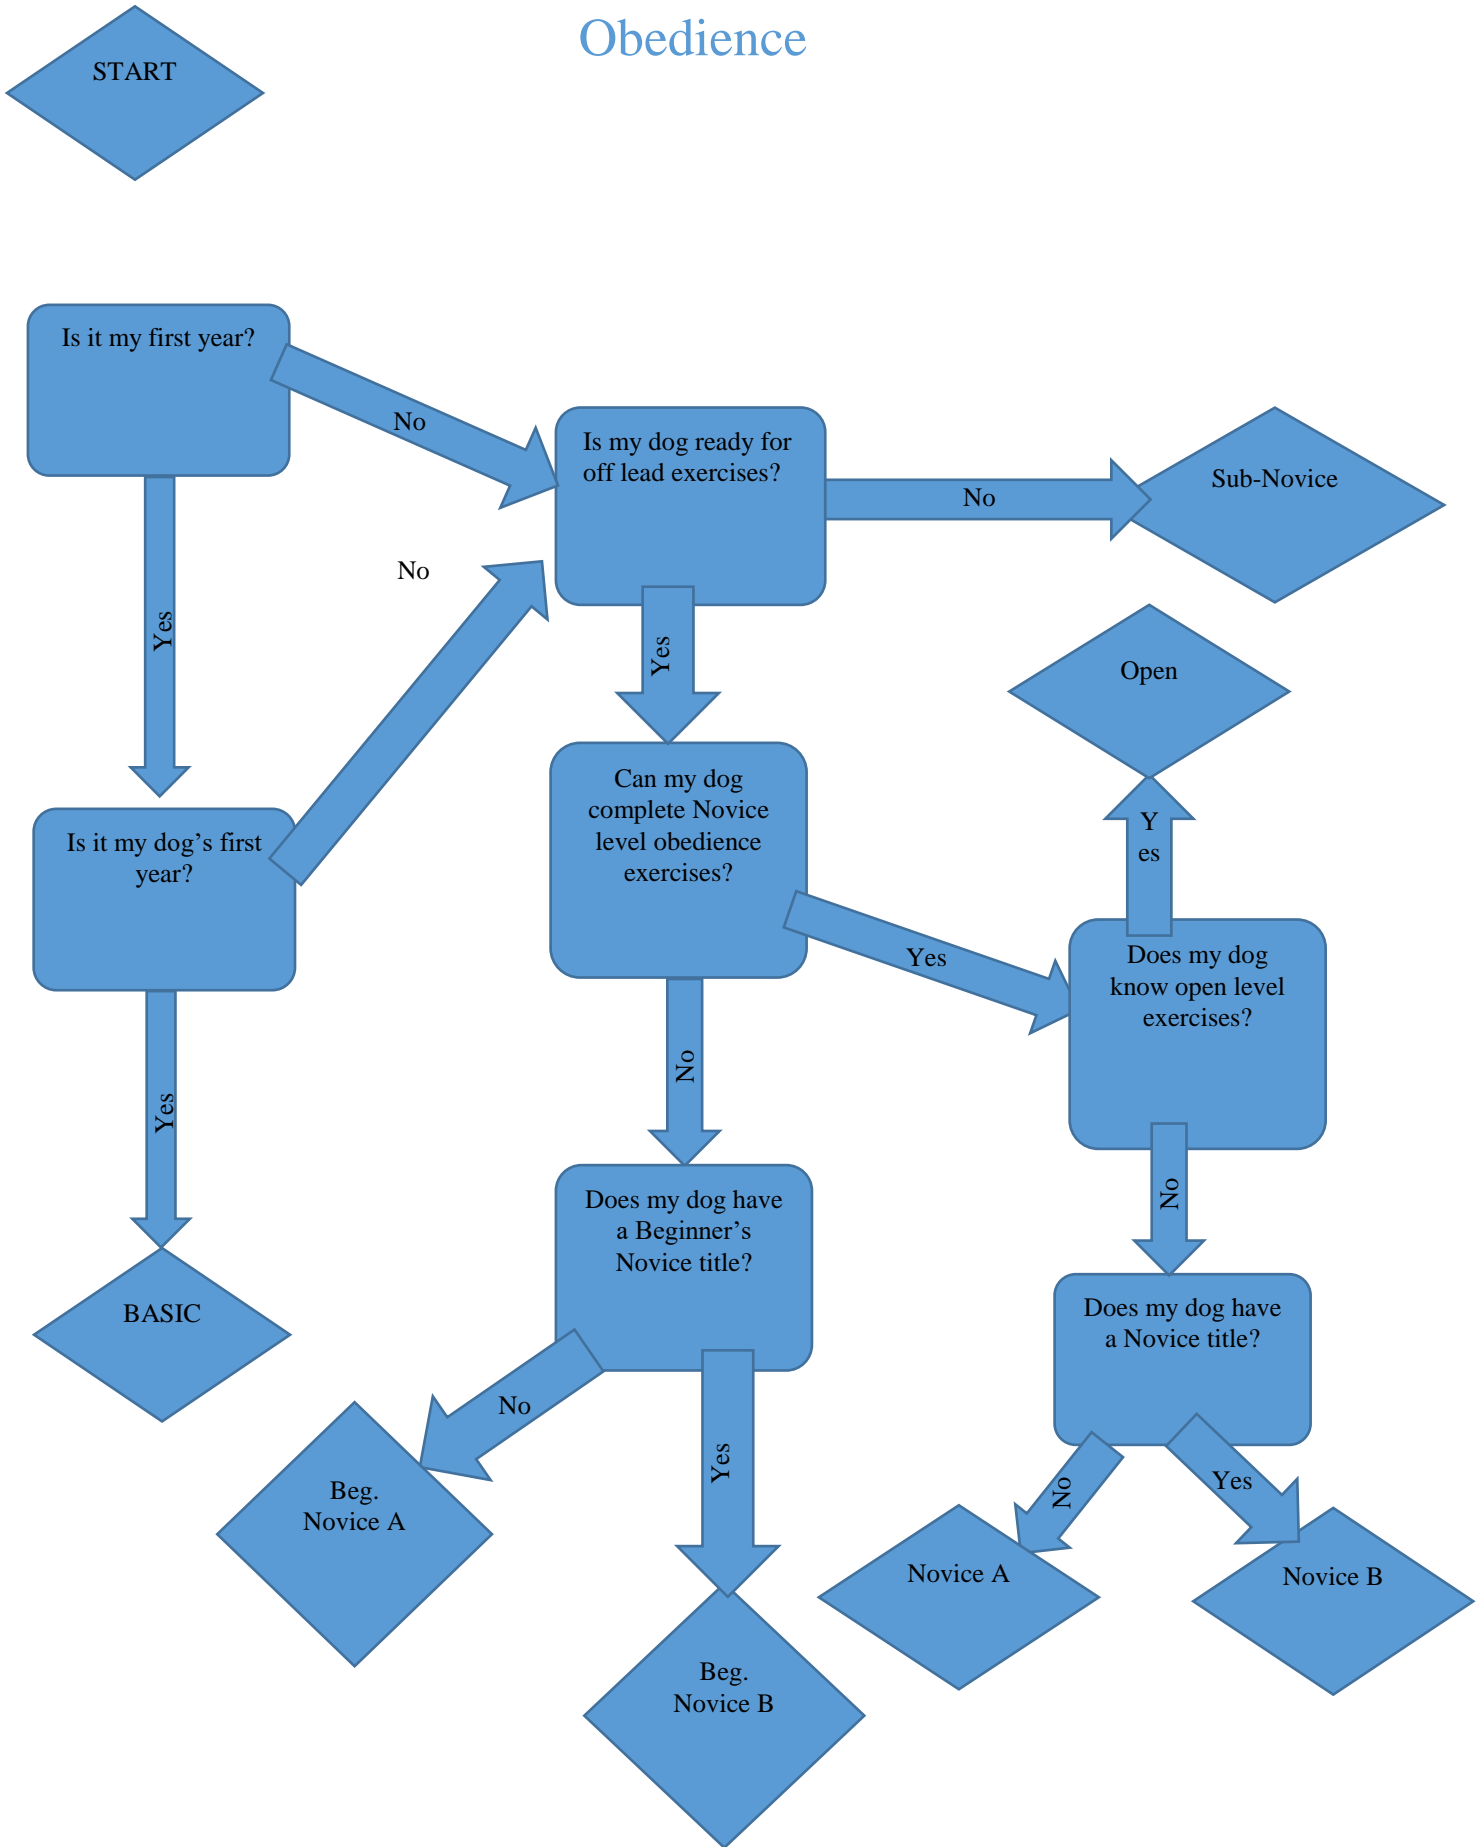 Obedience
START
Is it my first year?
No
Is my dog ready for
off lead exercises?
No
Sub-Novice
No
Yes
Yes
Open
Y
es
Can my dog
complete Novice
level obedience
exercises?
Is it my dog’s first
year?
Yes
Does my dog
know open level
exercises?
No
Yes
No
Does my dog have
a Beginner’s
Novice title?
BASIC
Does my dog have
a Novice title?
No
Yes
No
Yes
Beg.
Novice A
Novice A
Novice B
Beg.
Novice B